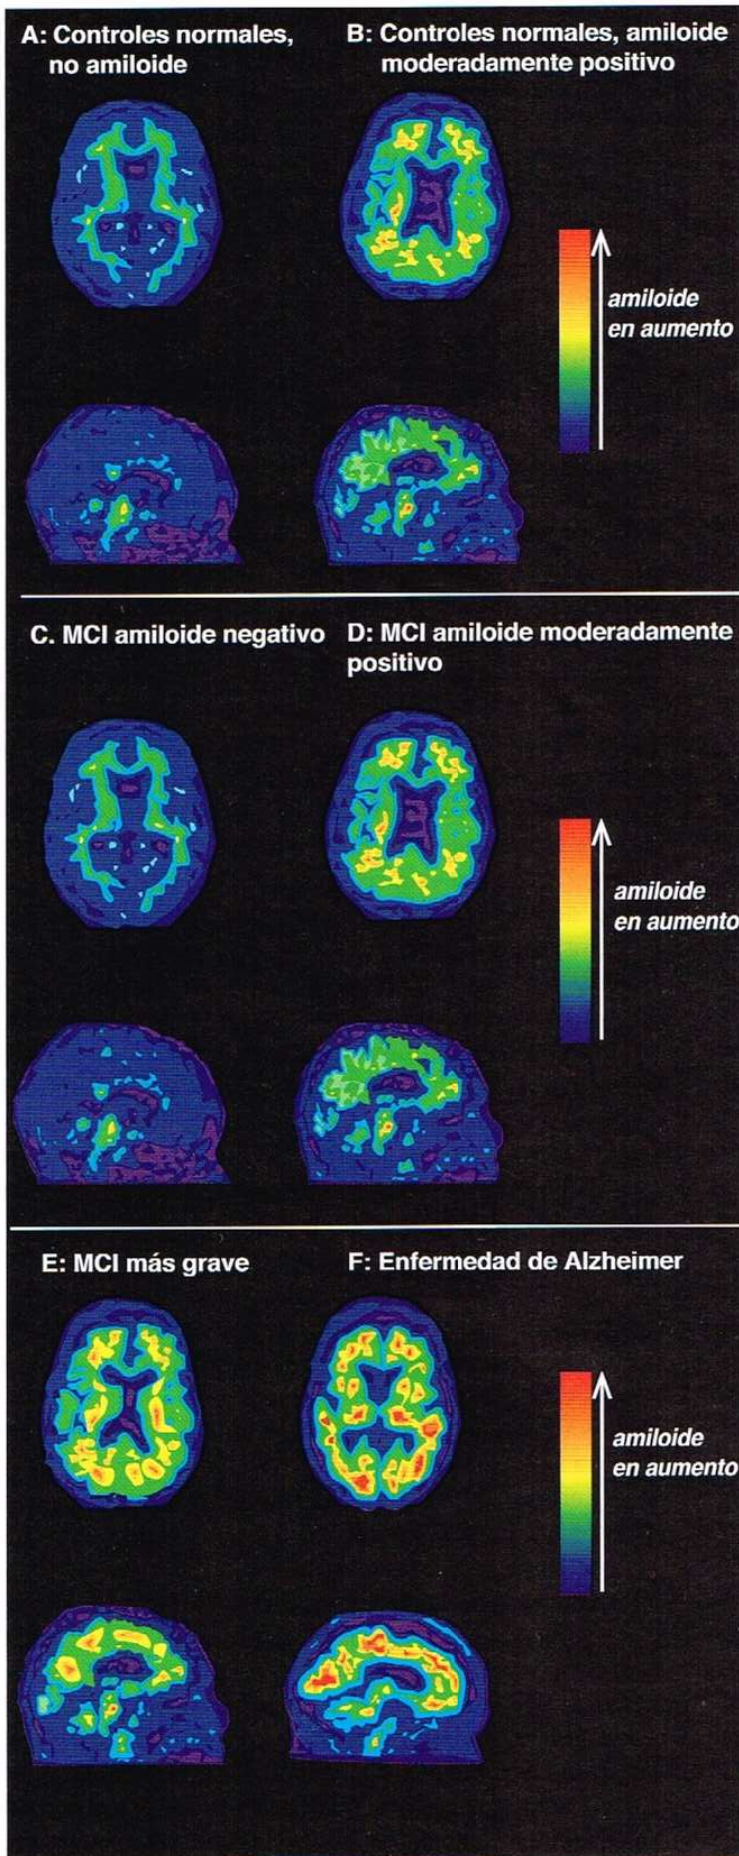 A: Controles normales,
no amiloide
B: Controles normales, amiloide
moderadamente positivo
amiloide
en aumento
C. MCI amiloide negativo
D: MCI amiloide moderadamente
positivo
amiloide
en aumento
E: MCI más grave
F: Enfermedad de Alzheimer
amiloide
en aumento